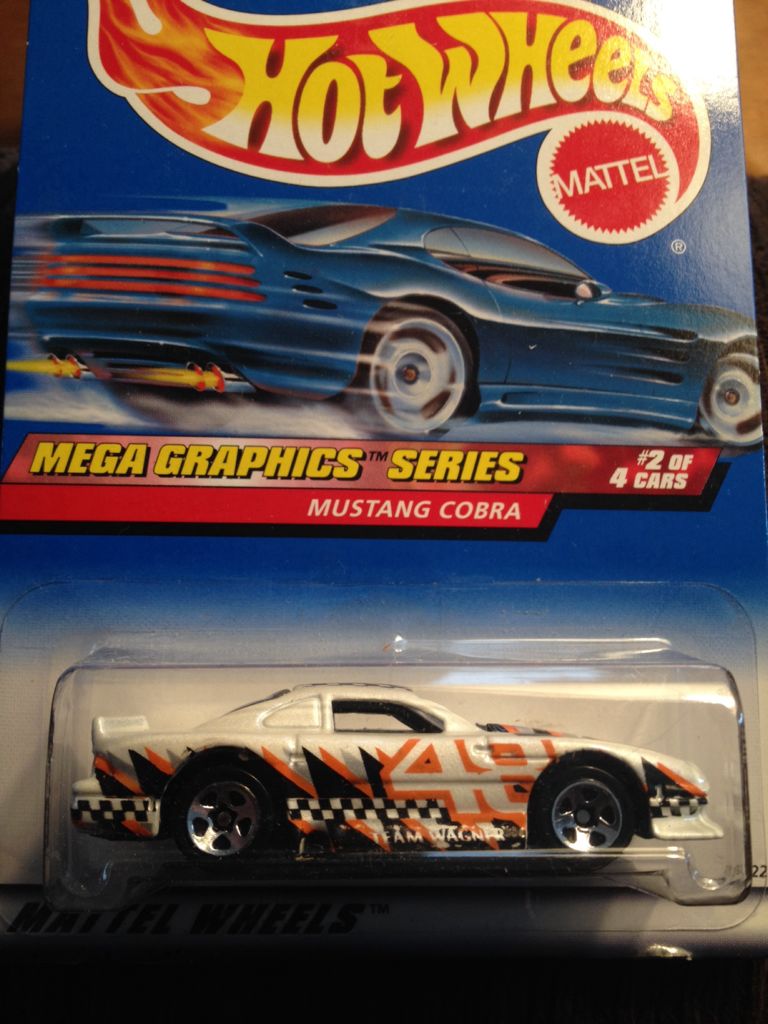 HOT WHEELS
MATTEL
®
MEGA GRAPHICS™ SERIES
#2 OF
4 CARS
MUSTANG COBRA
TEAM WAGNER
MATTEL WHEELS™